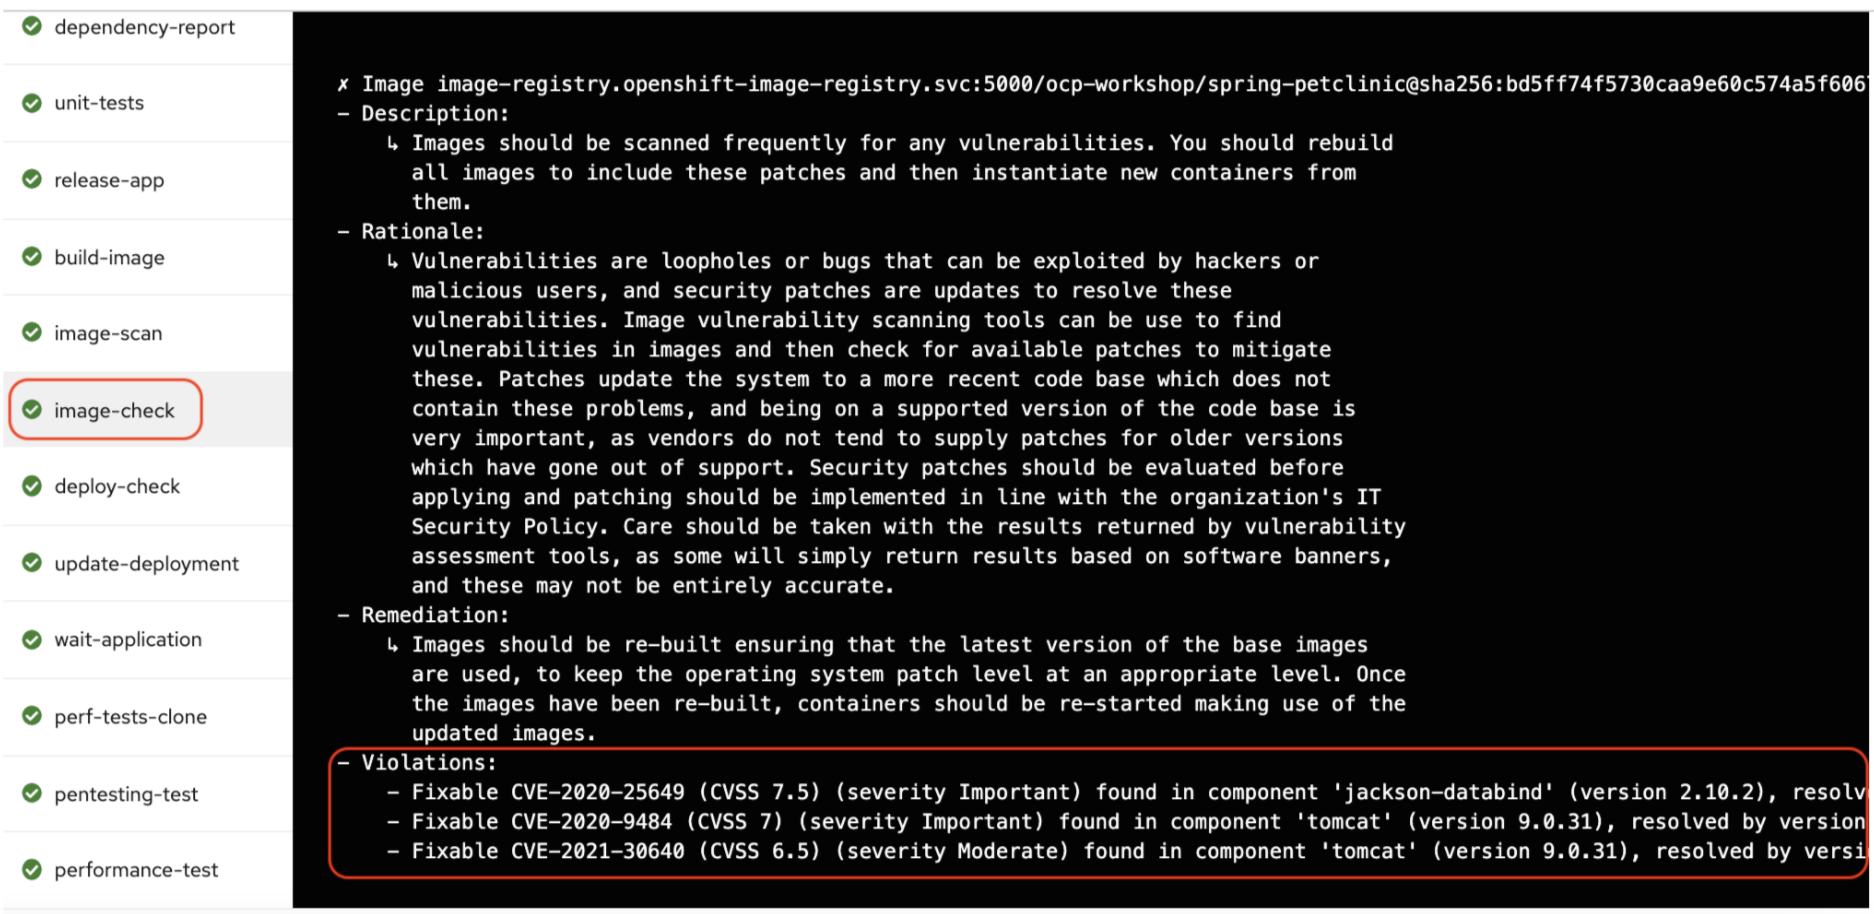 dependency-report
unit-tests
release-app
build-image
image-scan
image-check
deploy-check
update-deployment
wait-application
perf-tests-clone
pentesting-test
performance-test
✗ Image image-registry.openshift-image-registry.svc:5000/ocp-workshop/spring-petclinic@sha256:bd5ff74f5730caa9e60c574a5f606
– Description:
↳ Images should be scanned frequently for any vulnerabilities. You should rebuild
all images to include these patches and then instantiate new containers from
them.
– Rationale:
↳ Vulnerabilities are loopholes or bugs that can be exploited by hackers or
malicious users, and security patches are updates to resolve these
vulnerabilities. Image vulnerability scanning tools can be use to find
vulnerabilities in images and then check for available patches to mitigate
these. Patches update the system to a more recent code base which does not
contain these problems, and being on a supported version of the code base is
very important, as vendors do not tend to supply patches for older versions
which have gone out of support. Security patches should be evaluated before
applying and patching should be implemented in line with the organization's IT
Security Policy. Care should be taken with the results returned by vulnerability
assessment tools, as some will simply return results based on software banners,
and these may not be entirely accurate.
– Remediation:
↳ Images should be re-built ensuring that the latest version of the base images
are used, to keep the operating system patch level at an appropriate level. Once
the images have been re-built, containers should be re-started making use of the
updated images.
– Violations:
– Fixable CVE-2020-25649 (CVSS 7.5) (severity Important) found in component 'jackson-databind' (version 2.10.2), resolv
– Fixable CVE-2020-9484 (CVSS 7) (severity Important) found in component 'tomcat' (version 9.0.31), resolved by version
– Fixable CVE-2021-30640 (CVSS 6.5) (severity Moderate) found in component 'tomcat' (version 9.0.31), resolved by versi